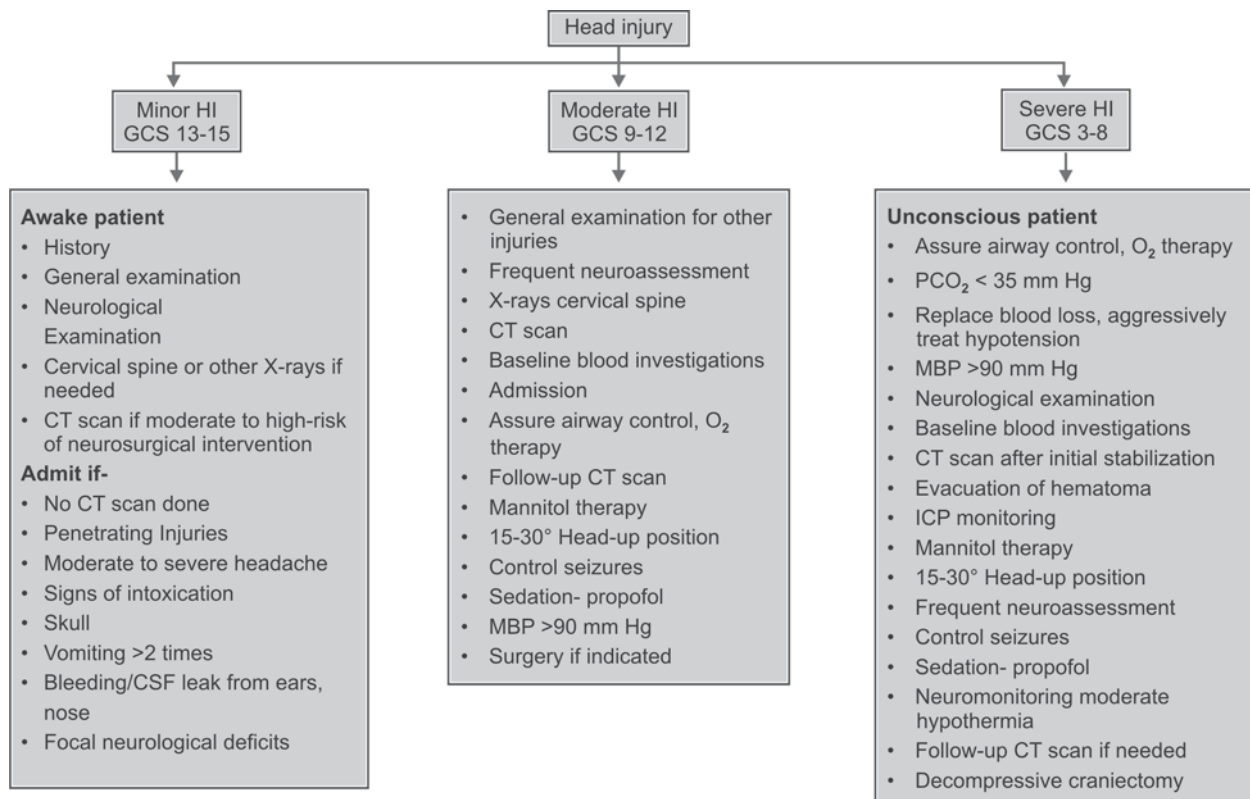 Head injury
Minor HI
GCS 13-15
Moderate HI
GCS 9-12
Severe HI
GCS 3-8
Awake patient
• History
• General examination
• Neurological
Examination
• Cervical spine or other X-rays if
needed
• CT scan if moderate to high-risk
of neurosurgical intervention
Admit if-
• No CT scan done
• Penetrating Injuries
• Moderate to severe headache
• Signs of intoxication
• Skull
• Vomiting >2 times
• Bleeding/CSF leak from ears,
nose
• Focal neurological deficits
• General examination for other
injuries
• Frequent neuroassessment
• X-rays cervical spine
• CT scan
• Baseline blood investigations
• Admission
• Assure airway control, O₂
therapy
• Follow-up CT scan
• Mannitol therapy
• 15-30° Head-up position
• Control seizures
• Sedation- propofol
• MBP >90 mm Hg
• Surgery if indicated
Unconscious patient
• Assure airway control, O₂ therapy
• PCO₂ < 35 mm Hg
• Replace blood loss, aggressively
treat hypotension
• MBP >90 mm Hg
• Neurological examination
• Baseline blood investigations
• CT scan after initial stabilization
• Evacuation of hematoma
• ICP monitoring
• Mannitol therapy
• 15-30° Head-up position
• Frequent neuroassessment
• Control seizures
• Sedation- propofol
• Neuromonitoring moderate
hypothermia
• Follow-up CT scan if needed
• Decompressive craniectomy